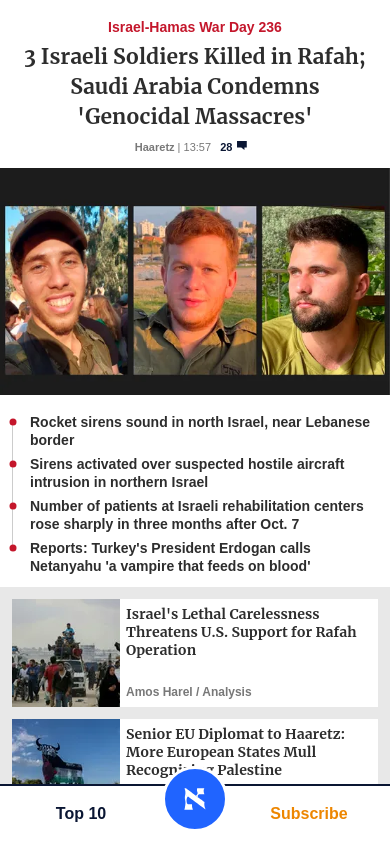 Israel-Hamas War Day 236
3 Israeli Soldiers Killed in Rafah;
Saudi Arabia Condemns
'Genocidal Massacres'
Haaretz | 13:57 28
Rocket sirens sound in north Israel, near Lebanese
border
Sirens activated over suspected hostile aircraft
intrusion in northern Israel
Number of patients at Israeli rehabilitation centers
rose sharply in three months after Oct. 7
Reports: Turkey's President Erdogan calls
Netanyahu 'a vampire that feeds on blood'
Israel's Lethal Carelessness
Threatens U.S. Support for Rafah
Operation
Amos Harel / Analysis
Senior EU Diplomat to Haaretz:
More European States Mull
Recognizing Palestine
Top 10
Subscribe